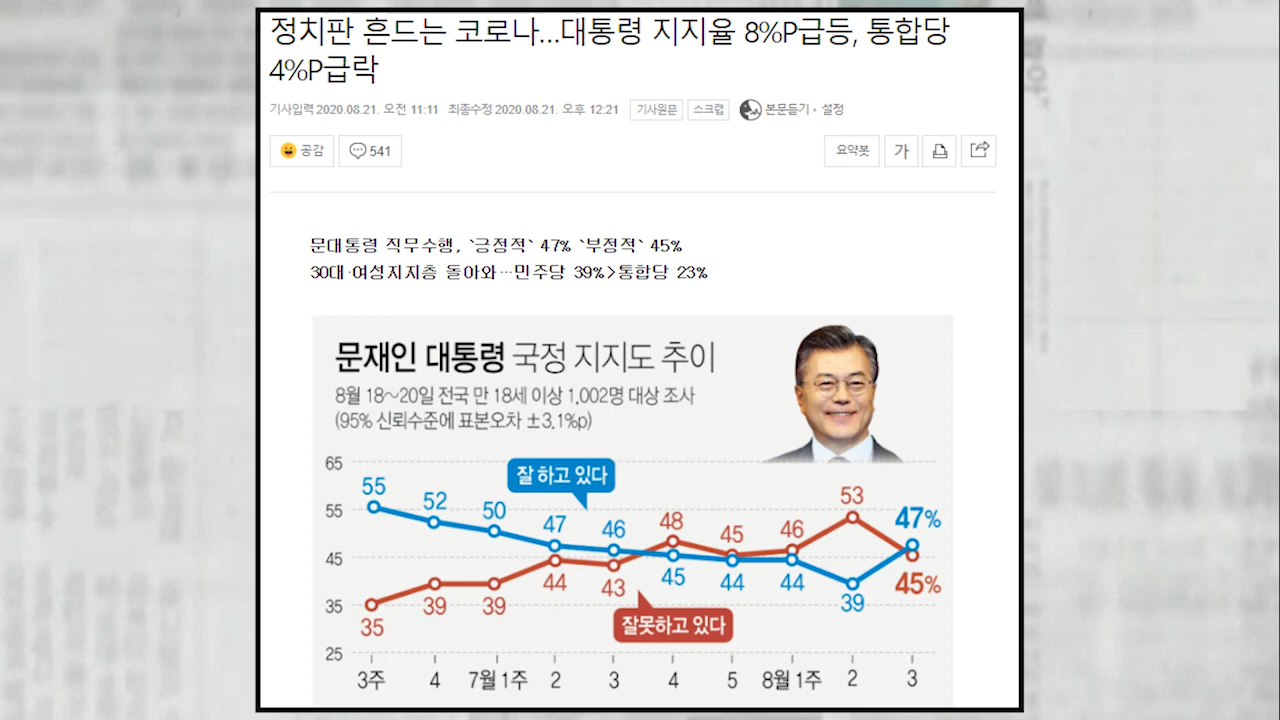 정치판 흔드는 코로나...대통령 지지율 8%P급등, 통합당
4%P급락
기사입력 2020.08.21. 오전 11:11 최종수정 2020.08.21. 오후 12:21 기사원문 스크랩 본문듣기 · 설정
공감 541 요약봇 가
문대통령 직무수행, `긍정적` 47% `부정적` 45%
30대·여성지지층 돌아와…민주당 39%>통합당 23%
문재인 대통령 국정 지지도 추이
8월 18~20일 전국 만 18세 이상 1,002명 대상 조사
(95% 신뢰수준에 표본오차 ±3.1%p)
65
잘 하고 있다
55 52 50 47 46 48 45 46 53 47%
55
45
44 43 45 44 44 39 45%
35 39 39
35
잘못하고 있다
25
3주 4 7월 1주 2 3 4 5 8월 1주 2 3